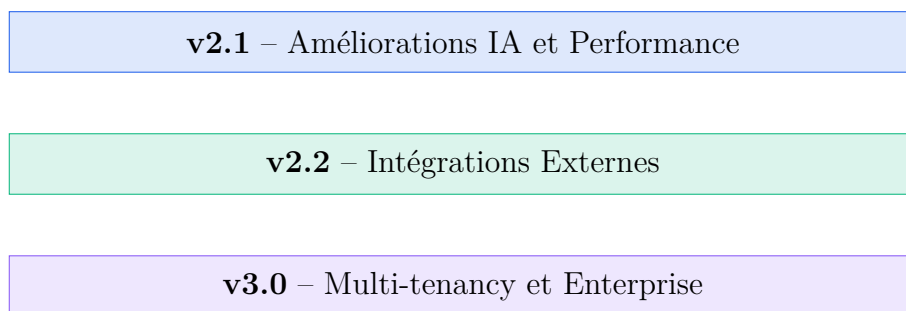 v2.1 – Améliorations IA et Performance
v2.2 – Intégrations Externes
v3.0 – Multi-tenancy et Enterprise